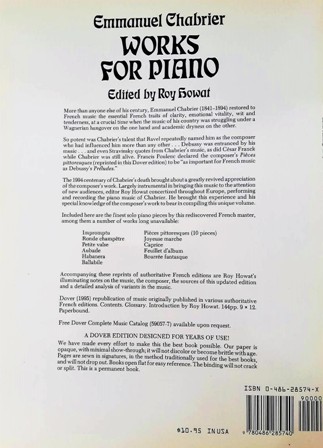 Emmanuel Chabrier
WORKS
FOR PIANO
Edited by Roy Howat
More than anyone else of his century, Emmanuel Chabrier (1841–1894) restored to
French music the essential French traits of clarity, emotional vitality, wit and
tenderness, at a crucial time when the music of his country was struggling under a
Wagnerian hangover on the one hand and academic dryness on the other.
So potent was Chabrier's talent that Ravel repeatedly named him as the composer
who had influenced him more than any other . . . Debussy was entranced by his
music . . . and even Stravinsky quotes from Chabrier's music, as did César Franck
while Chabrier was still alive. Francis Poulenc declared the composer's Pièces
pittoresques (reprinted in this Dover edition) to be "as important for French music
as Debussy's Préludes."
The 1994 centenary of Chabrier's death brought about a greatly revived appreciation
of the composer's work. Largely instrumental in bringing this music to the attention
of new audiences, editor Roy Howat concertised throughout Europe, performing
and recording the piano music of Chabrier. He brought this experience and his
special knowledge of the composer's work to bear in compiling this unique volume.
Included here are the finest solo piano pieces by this rediscovered French master,
among them a number of works long unavailable:
Impromptu
Ronde champêtre
Petite valse
Aubade
Habanera
Ballabile
Pièces pittoresques (10 pieces)
Joyeuse marche
Caprice
Feuillet d'album
Bourrée fantasque
Accompanying these reprints of authoritative French editions are Roy Howat's
illuminating notes on the music, the composer, the sources of this updated edition
and a detailed analysis of variants in the music.
Dover (1995) republication of music originally published in various authoritative
French editions. Contents. Glossary. Introduction by Roy Howat. 144pp. 9 × 12.
Paperbound.
Free Dover Complete Music Catalog (59057-7) available upon request.
A DOVER EDITION DESIGNED FOR YEARS OF USE!
We have made every effort to make this the best book possible. Our paper is
opaque, with minimal show-through; it will not discolor or become brittle with age.
Pages are sewn in signatures, in the method traditionally used for the best books,
and will not drop out. Books open flat for easy reference. The binding will not crack
or split. This is a permanent book.
ISBN 0-486-28574-X
90000
$10.95 IN USA
9 780486 285740